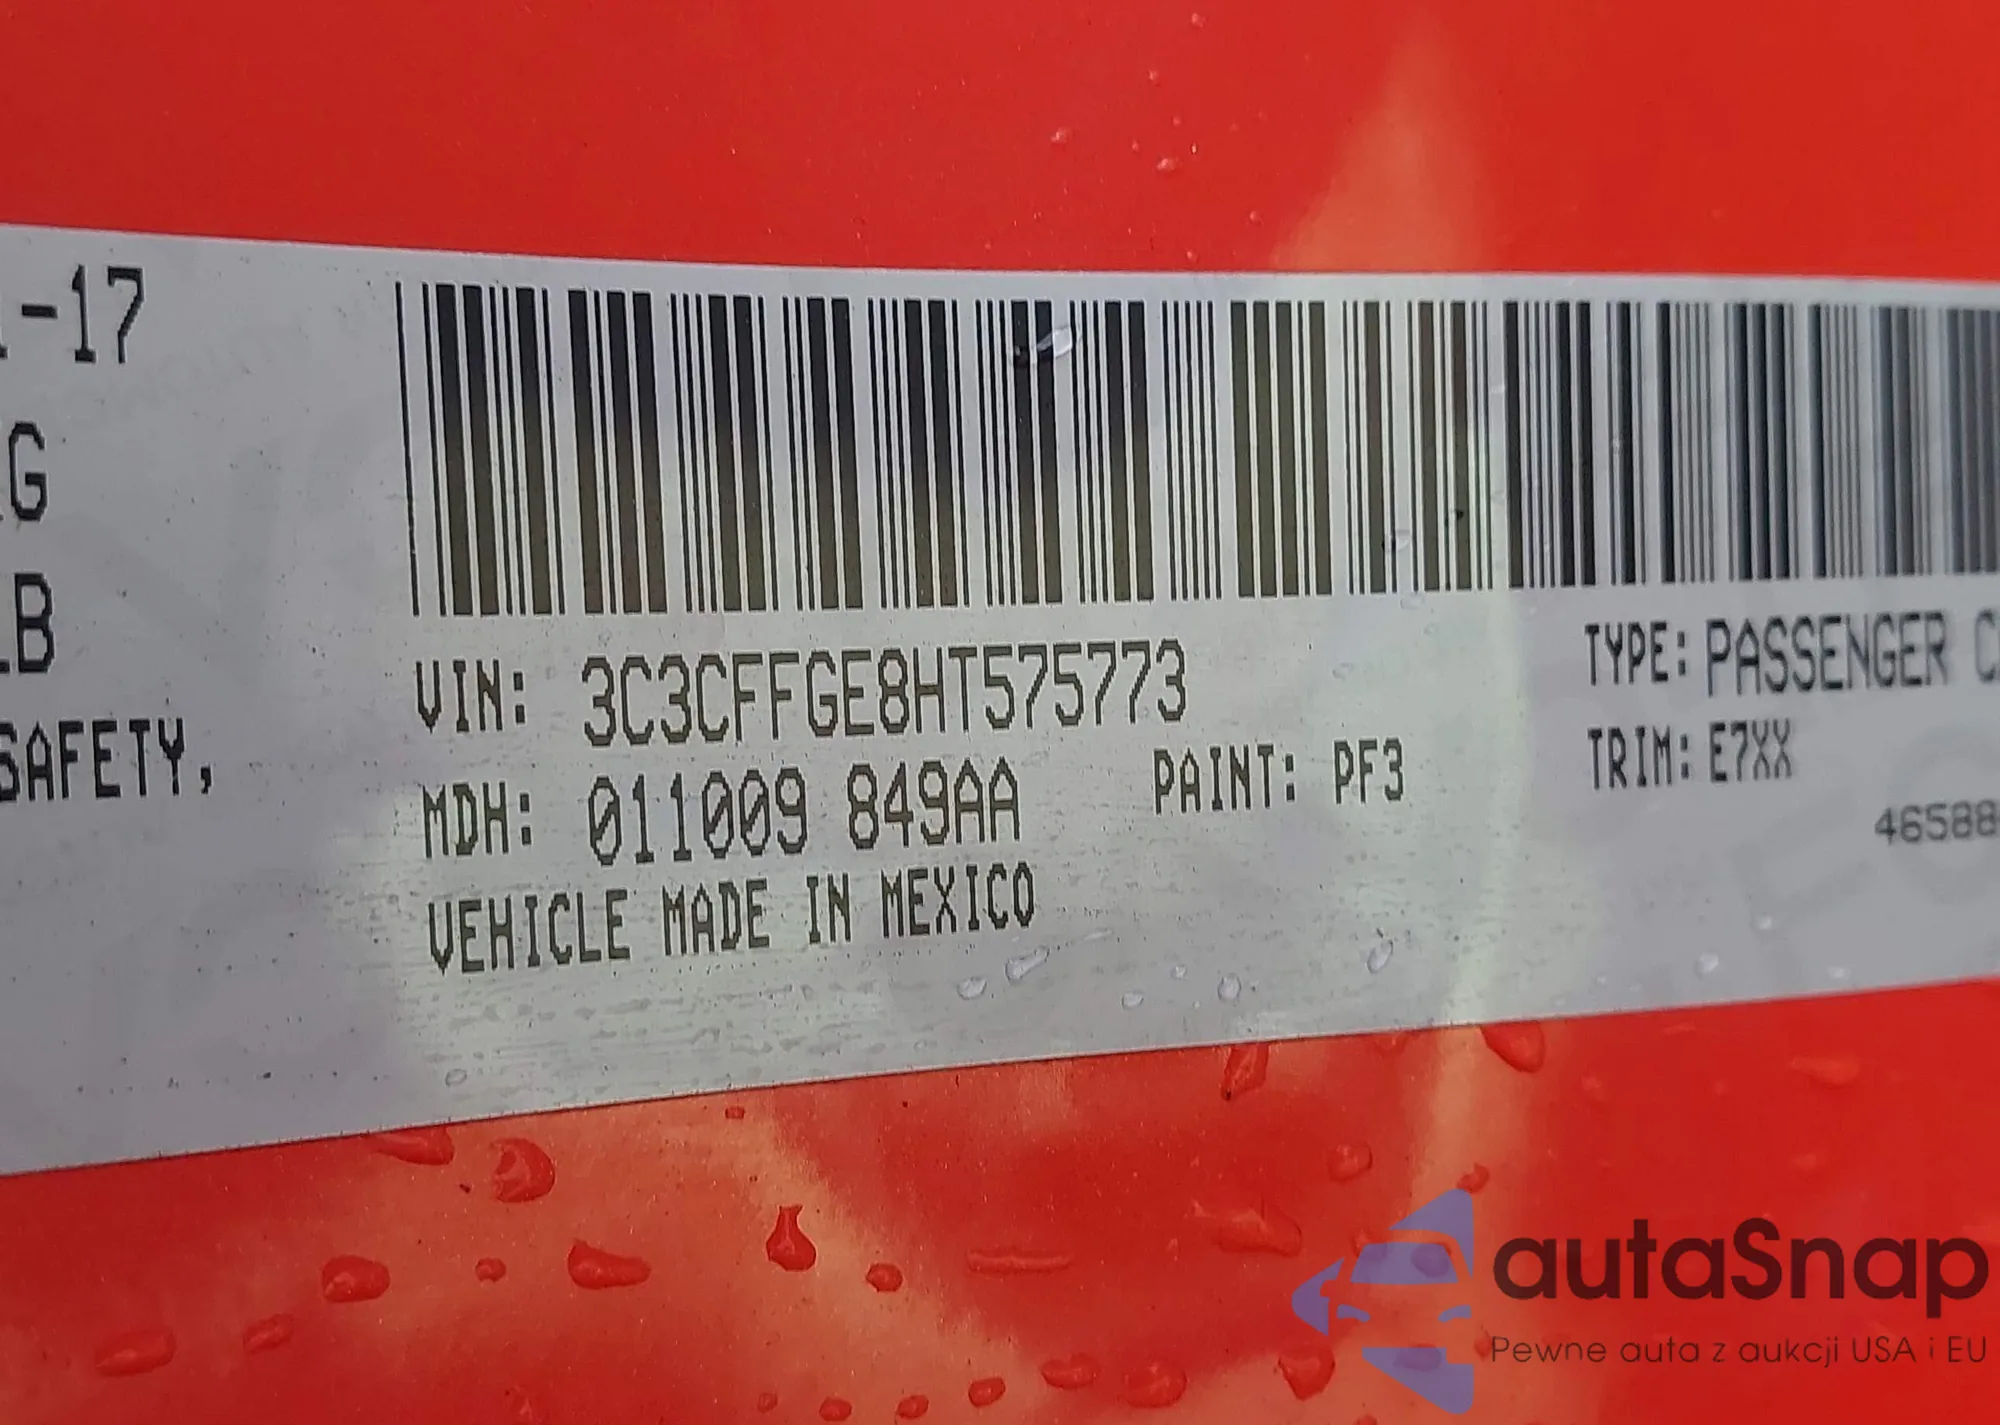 -17
G
LB
SAFETY,
VIN: 3C3CFFGE8HT575773
MDH: 011009 849AA
PAINT: PF3
VEHICLE MADE IN MEXICO
TYPE: PASSENGER
TRIM: E7XX
46588
autaSnap
Pewne auta z aukcji USA i EU